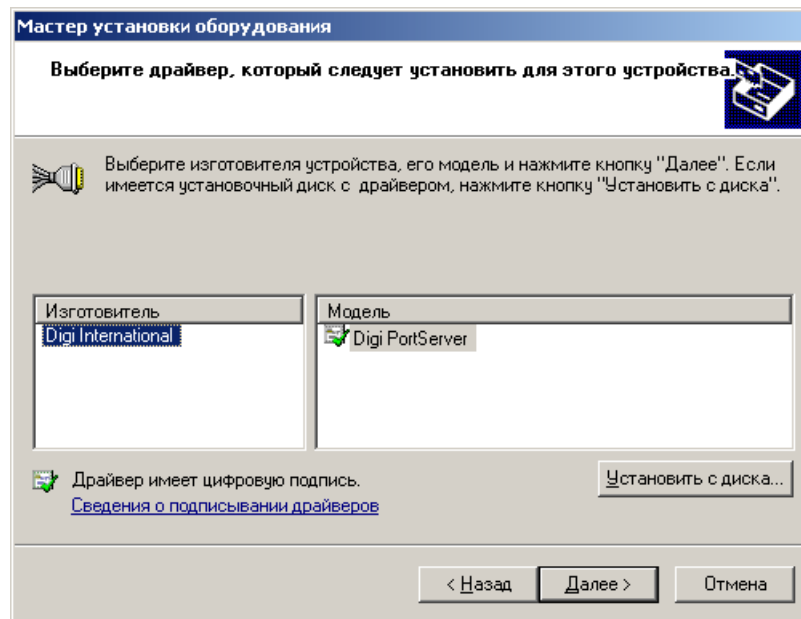 Мастер установки оборудования
Выберите драйвер, который следует установить для этого устройства.
Выберите изготовителя устройства, его модель и нажмите кнопку "Далее". Если
имеется установочный диск с драйвером, нажмите кнопку "Установить с диска".
Изготовитель
Digi International
Модель
Digi PortServer
Драйвер имеет цифровую подпись.
Сведения о подписывании драйверов
Установить с диска...
< Назад
Далее >
Отмена